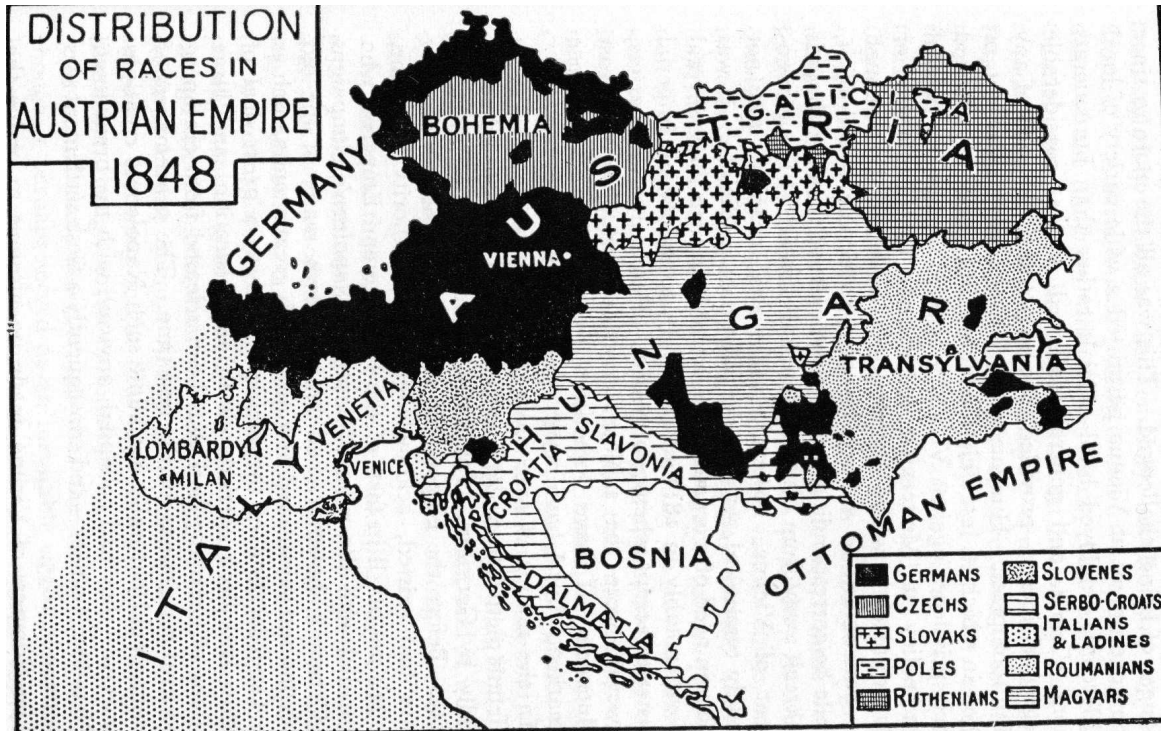 DISTRIBUTION
OF RACES IN
AUSTRIAN EMPIRE
1848
GERMANY
BOHEMIA
GALICIA
AUSTRIA
VIENNA
HUNGARY
TRANSYLVANIA
LOMBARDY
MILAN
VENETIA
VENICE
ITALY
CROATIA
SLAVONIA
BOSNIA
DALMATIA
OTTOMAN EMPIRE
GERMANS
CZECHS
SLOVAKS
POLES
RUTHENIANS
SLOVENES
SERBO-CROATS
ITALIANS
& LADINES
ROUMANIANS
MAGYARS